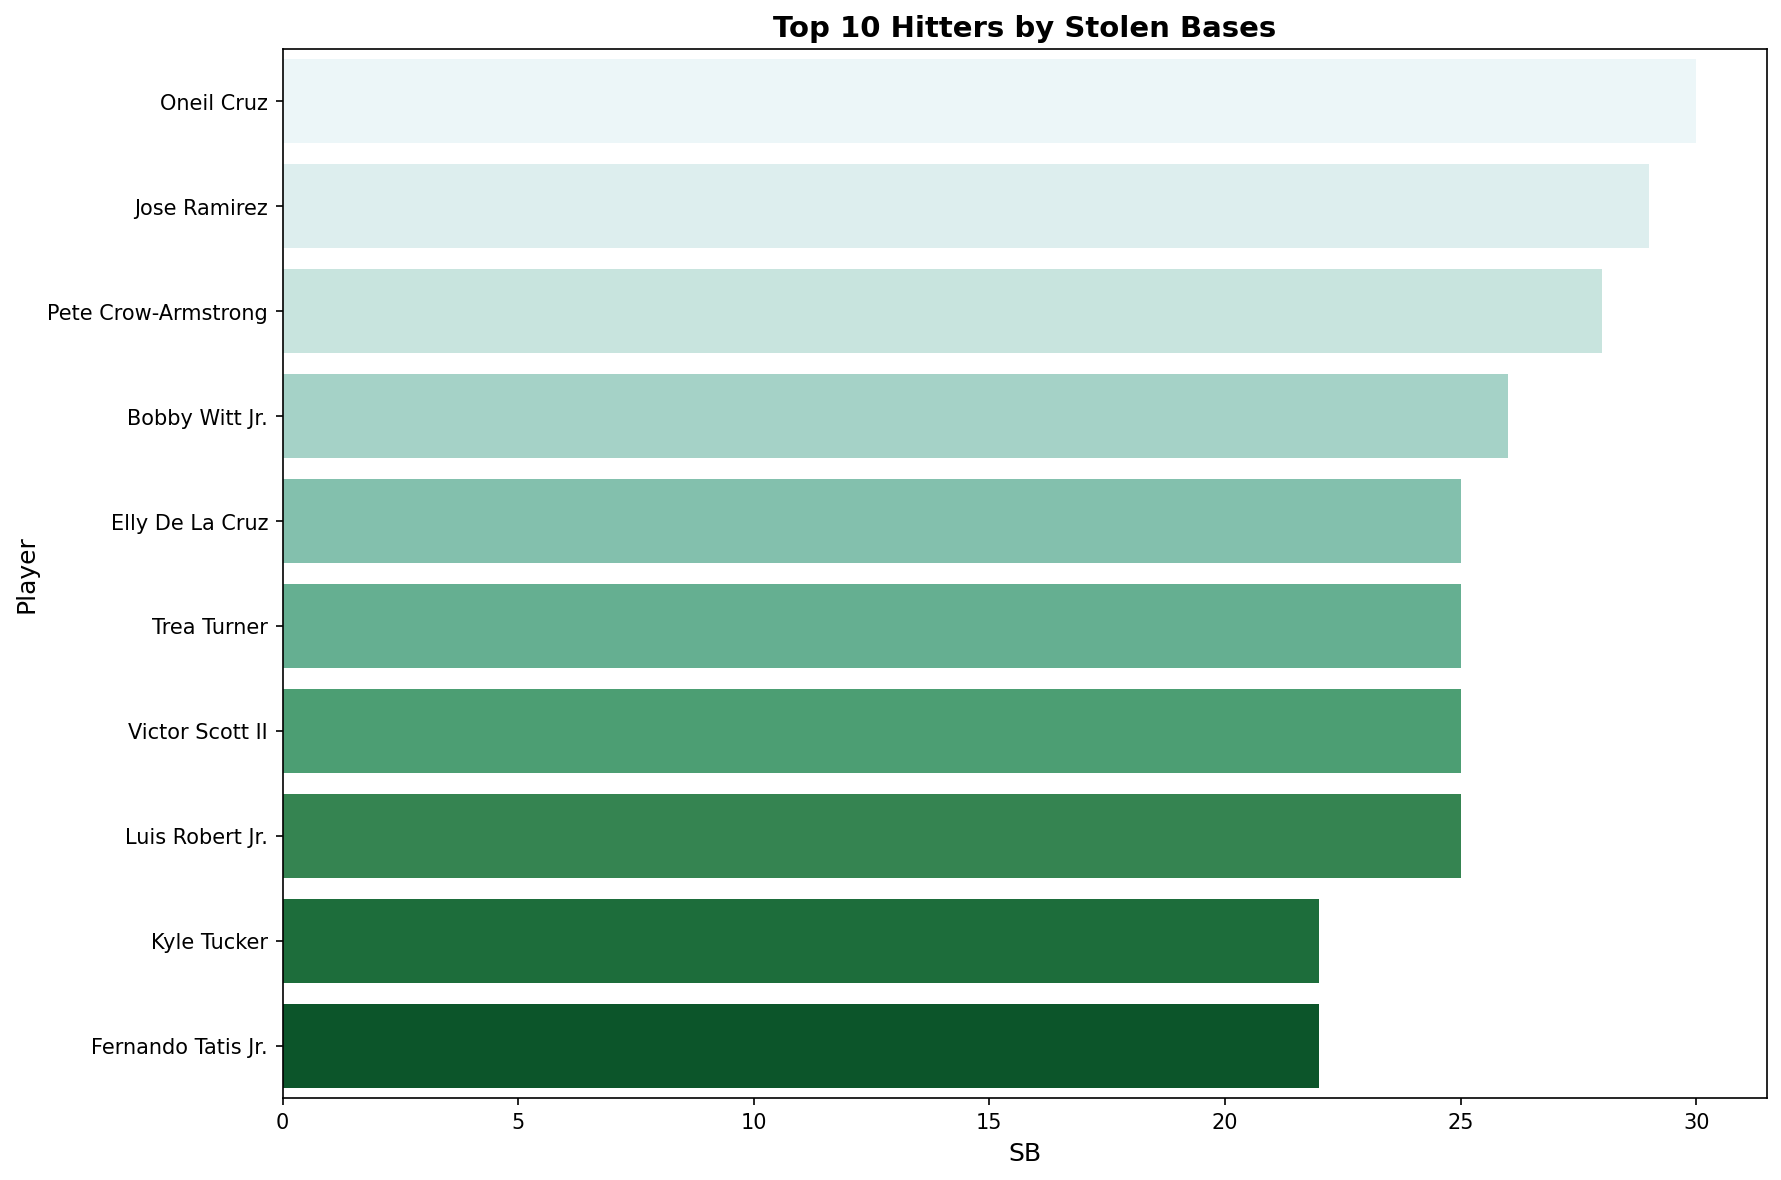 Top 10 Hitters by Stolen Bases
Oneil Cruz
Jose Ramirez
Pete Crow-Armstrong
Bobby Witt Jr.
Elly De La Cruz
Trea Turner
Victor Scott II
Luis Robert Jr.
Kyle Tucker
Fernando Tatis Jr.
Player
0 5 10 15 20 25 30
SB